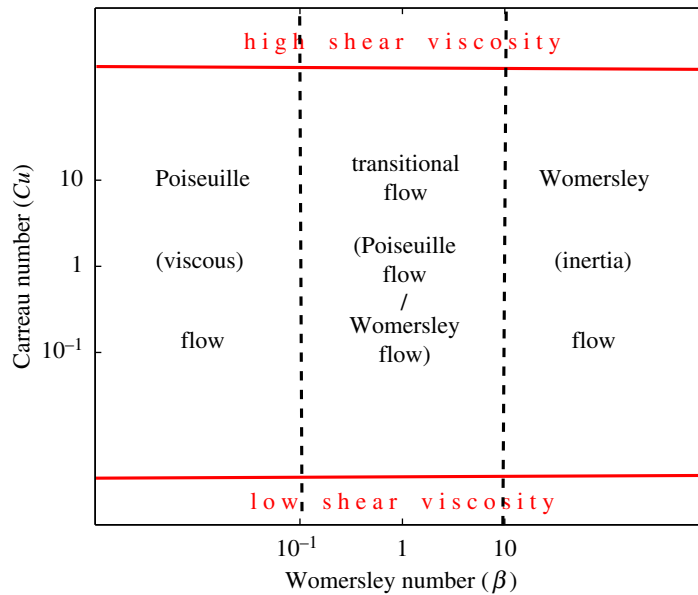 high shear viscosity
Carreau number (Cu)
10
1
10⁻¹
Poiseuille
(viscous)
flow
transitional
flow
(Poiseuille
flow
/
Womersley
flow)
Womersley
(inertia)
flow
low shear viscosity
10⁻¹
1
10
Womersley number (β)